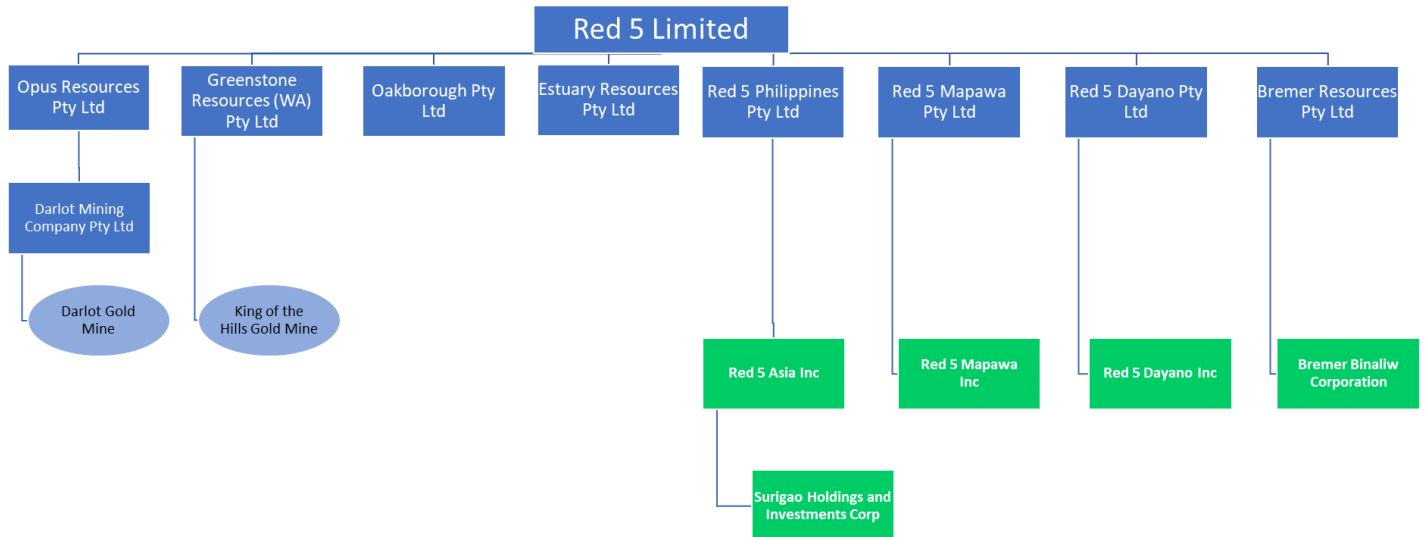 Red 5 Limited
Opus Resources
Pty Ltd
Greenstone
Resources (WA)
Pty Ltd
Oakborough Pty
Ltd
Estuary Resources
Pty Ltd
Red 5 Philippines
Pty Ltd
Red 5 Mapawa
Pty Ltd
Red 5 Dayano Pty
Ltd
Bremer Resources
Pty Ltd
Darlot Mining
Company Pty Ltd
Darlot Gold
Mine
King of the
Hills Gold Mine
Red 5 Asia Inc
Red 5 Mapawa
Inc
Red 5 Dayano Inc
Bremer Binaliw
Corporation
Surigao Holdings and
Investments Corp